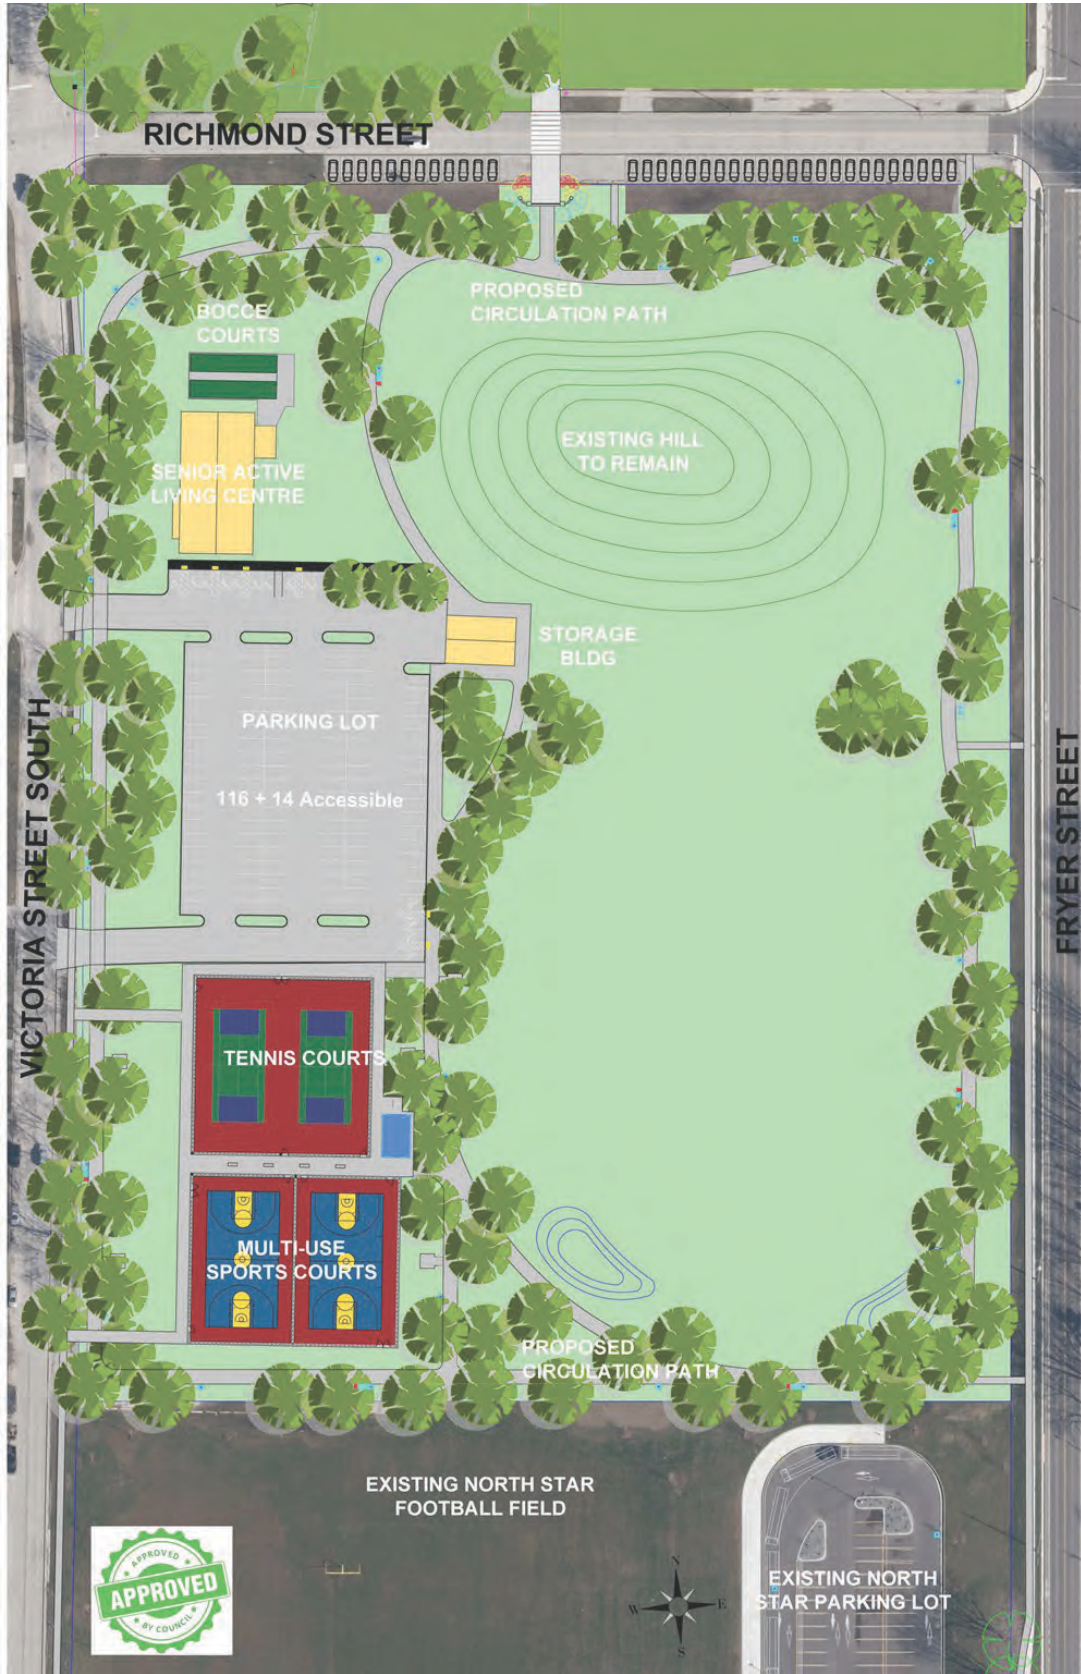 RICHMOND STREET
PROPOSED
CIRCULATION PATH
BOCCE
COURTS
EXISTING HILL
TO REMAIN
SENIOR ACTIVE
LIVING CENTRE
STORAGE
BLDG
PARKING LOT
116 + 14 Accessible
VICTORIA STREET SOUTH
FRYER STREET
TENNIS COURTS
MULTI-USE
SPORTS COURTS
PROPOSED
CIRCULATION PATH
EXISTING NORTH STAR
FOOTBALL FIELD
APPROVED
APPROVED
BY COUNCIL
N
W
E
S
EXISTING NORTH
STAR PARKING LOT